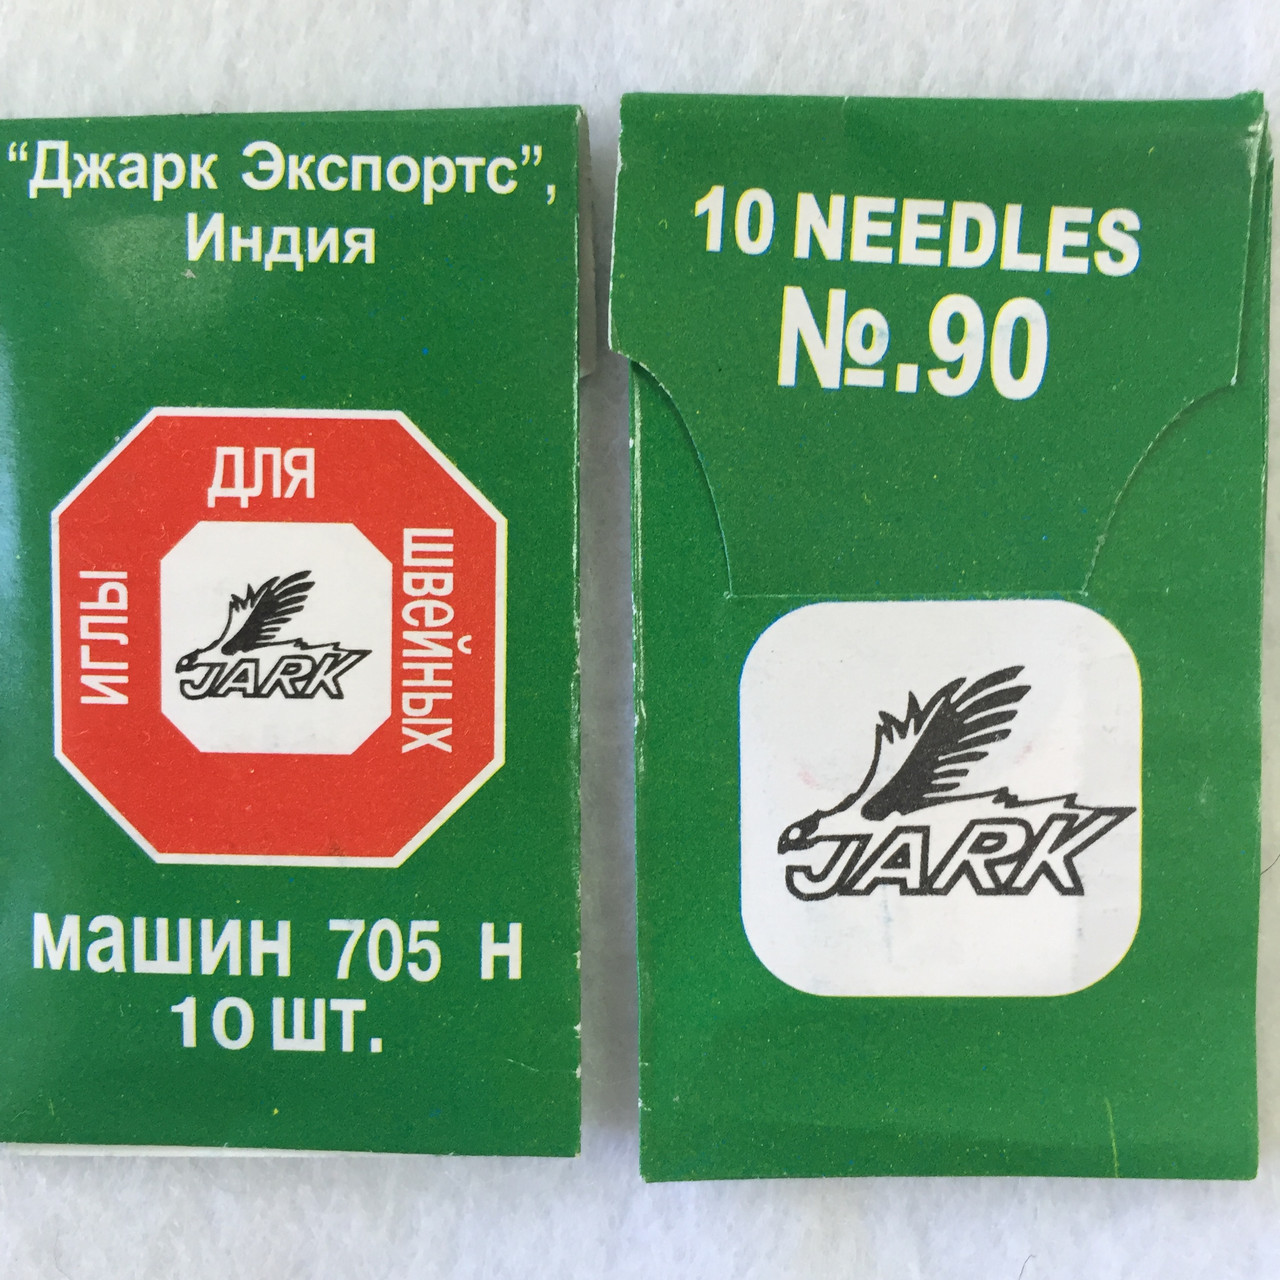 “Джарк Экспортс”,
Индия
иглы
для
швейных
JARK
машин 705 н
10 шт.
10 NEEDLES
№.90
JARK